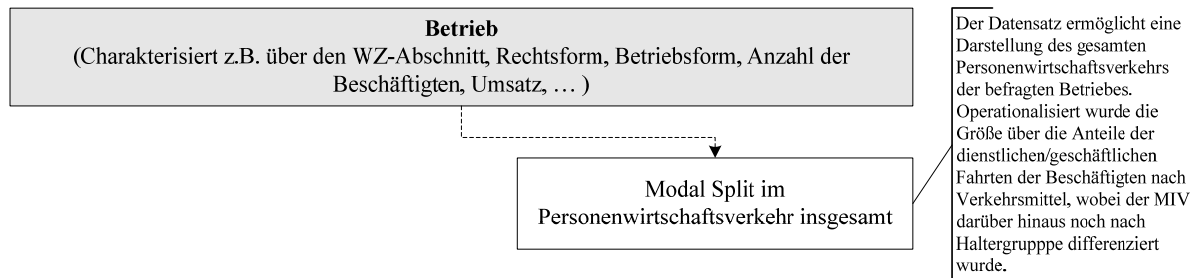 Betrieb
(Charakterisiert z.B. über den WZ-Abschnitt, Rechtsform, Betriebsform, Anzahl der
Beschäftigten, Umsatz, … )
Modal Split im
Personenwirtschaftsverkehr insgesamt
Der Datensatz ermöglicht eine
Darstellung des gesamten
Personenwirtschaftsverkehrs
der befragten Betriebes.
Operationalisiert wurde die
Größe über die Anteile der
dienstlichen/geschäftlichen
Fahrten der Beschäftigten nach
Verkehrsmittel, wobei der MIV
darüber hinaus noch nach
Haltergrupppe differenziert
wurde.